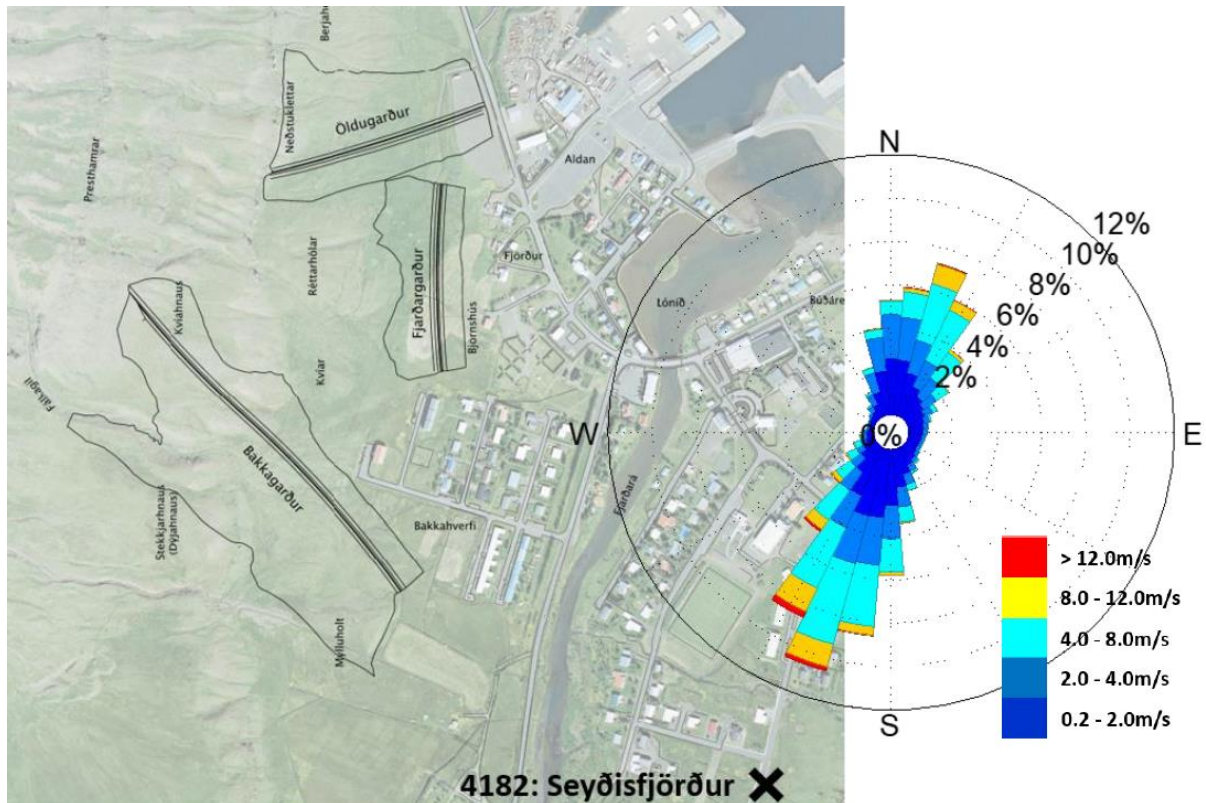 Berjah
Neðstuklettar
Öldugarður
Presthamrar
Aldan
Fjörður
Réttarhólar
Fjarðargarður
Björnshús
Kvíahnaus
Kvíar
Lónið
Búðare
Bakkagarður
Stekkjarhnaus
(Dýjahnaus)
Bakkahverfi
Fjarðará
Mylluholt
4182: Seyðisfjörður
N
12%
10%
8%
6%
4%
2%
0%
W
E
S
> 12.0m/s
8.0 - 12.0m/s
4.0 - 8.0m/s
2.0 - 4.0m/s
0.2 - 2.0m/s